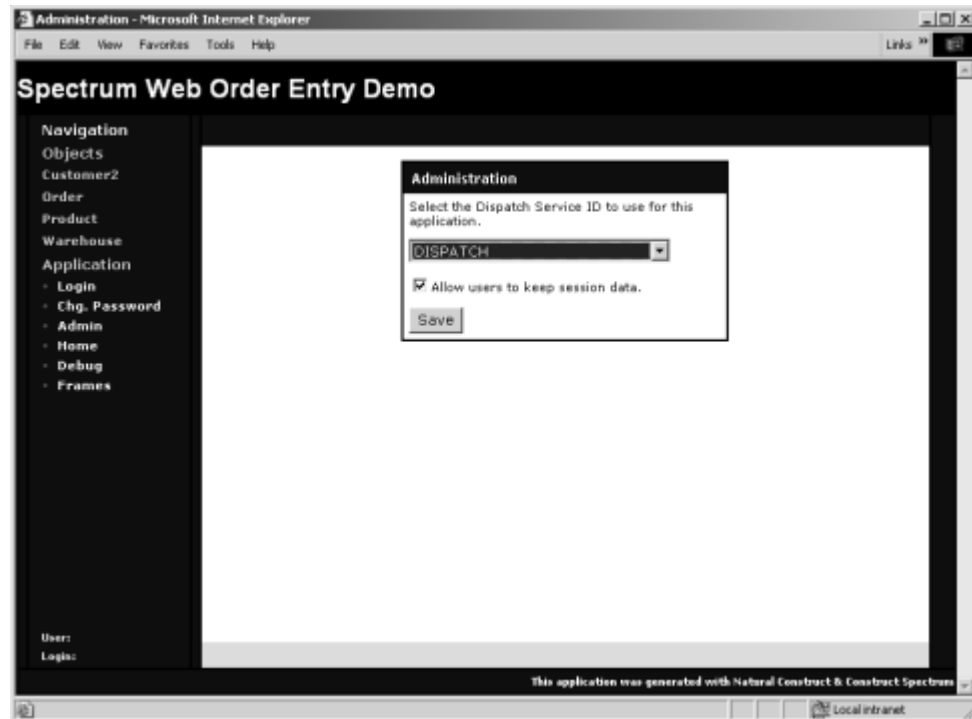 Administration - Microsoft Internet Explorer
File Edit View Favorites Tools Help
Links »
Spectrum Web Order Entry Demo
Navigation
Objects
Customer2
Order
Product
Warehouse
Application
Login
Chg. Password
Admin
Home
Debug
Frames
Administration
Select the Dispatch Service ID to use for this
application.
DISPATCH
Allow users to keep session data.
Save
User:
Login:
This application was generated with Natural Construct & Construct Spectrum
Local intranet